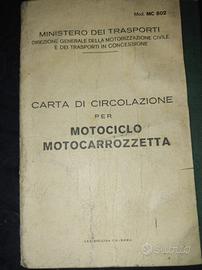 Mod. MC 802
MINISTERO DEI TRASPORTI
DIREZIONE GENERALE DELLA MOTORIZZAZIONE CIVILE
E DEI TRASPORTI IN CONCESSIONE
CARTA DI CIRCOLAZIONE
PER
MOTOCICLO
MOTOCARROZZETTA
subito